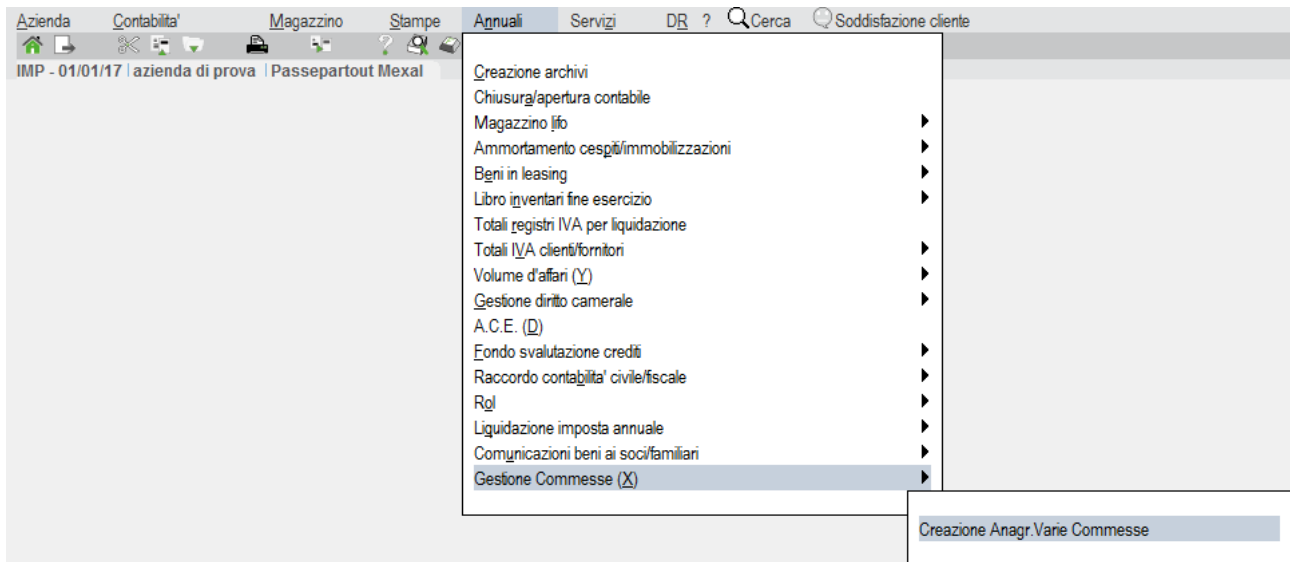 Azienda Contabilita' Magazzino Stampe Annuali Servizi DR ? Cerca Soddisfazione cliente
IMP - 01/01/17 | azienda di prova | Passepartout Mexal
Creazione archivi
Chiusura/apertura contabile
Magazzino lifo
Ammortamento cespiti/immobilizzazioni
Beni in leasing
Libro inventari fine esercizio
Totali registri IVA per liquidazione
Totali IVA clienti/fornitori
Volume d'affari (Y)
Gestione diritto camerale
A.C.E. (D)
Fondo svalutazione crediti
Raccordo contabilita' civile/fiscale
Rol
Liquidazione imposta annuale
Comunicazioni beni ai soci/familiari
Gestione Commesse (X)
Creazione Anagr.Varie Commesse